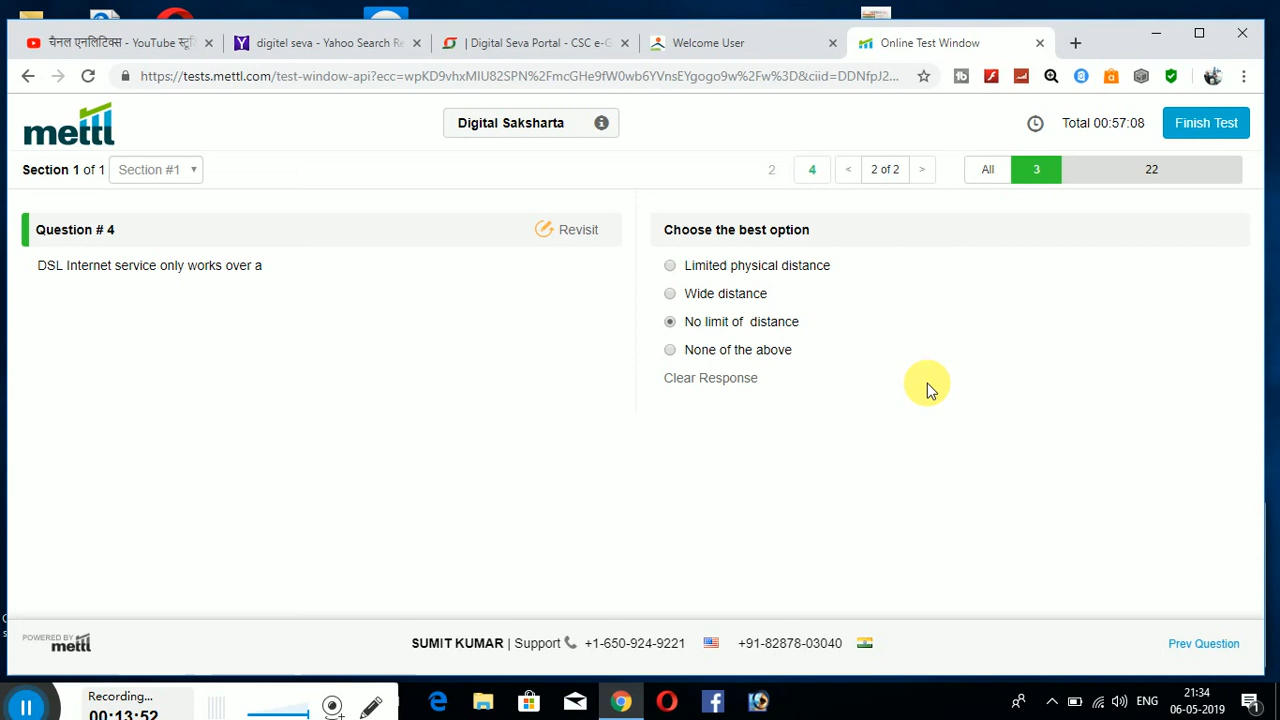 चैनल एनलिटिक्स - YouTube स्टू
digitel seva - Yahoo Search Re
| Digital Seva Portal - CSC e-G
Welcome User
Online Test Window
https://tests.mettl.com/test-window-api?ecc=wpKD9vhxMIU82SPN%2FmcGHe9fW0wb6YVnsEYgogo9w%2Fw%3D&ciid=DDNfpJ2...
mettl
Digital Saksharta
Total 00:57:08
Finish Test
Section 1 of 1
Section #1
2
4
<
2 of 2
>
All
3
22
Question # 4
Revisit
Choose the best option
DSL Internet service only works over a
Limited physical distance
Wide distance
No limit of distance
None of the above
Clear Response
POWERED BY
mettl
SUMIT KUMAR | Support +1-650-924-9221 +91-82878-03040
Prev Question
Recording...
00:13:52
ENG
21:34
06-05-2019